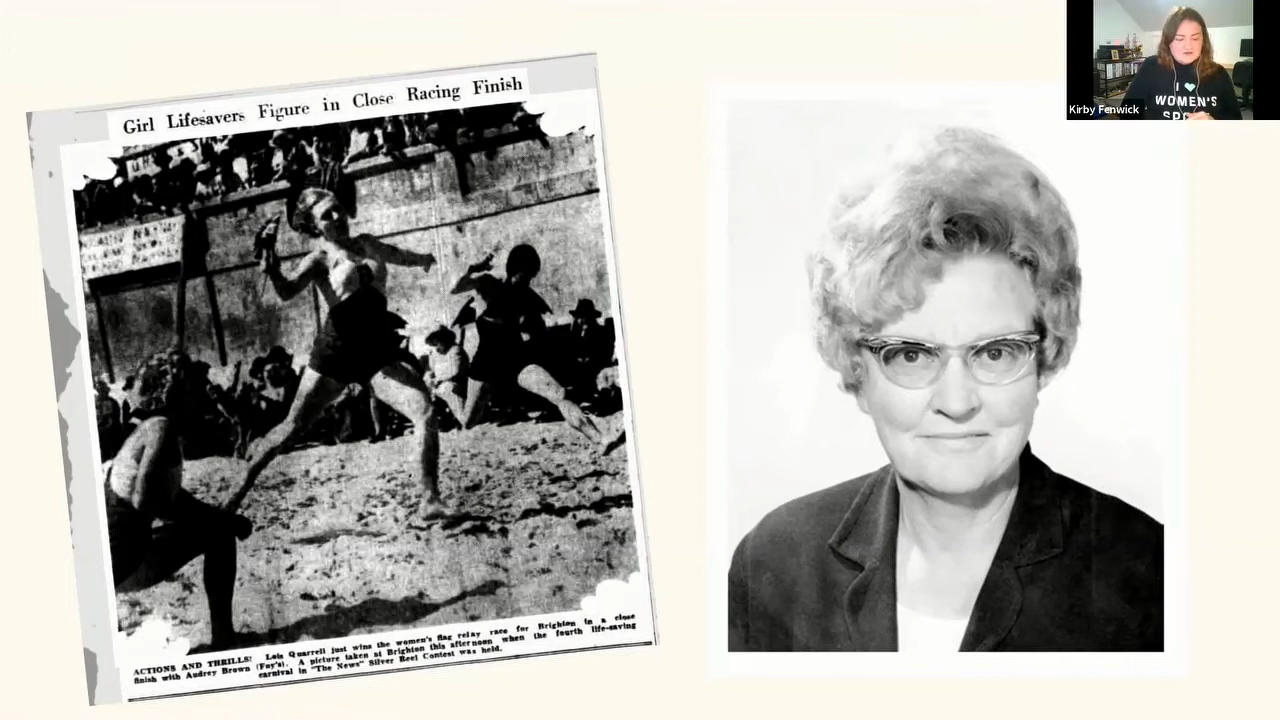 Girl Lifesavers Figure in Close Racing Finish
ACTIONS AND THRILLS! Lois Quarrell just wins the women's flag relay race for Brighton in a close
finish with Audrey Brown (Foy's). A picture taken at Brighton this afternoon when the fourth life-saving
carnival in "The News" Silver Reel Contest was held.
Kirby Fenwick
I
WOMEN'S